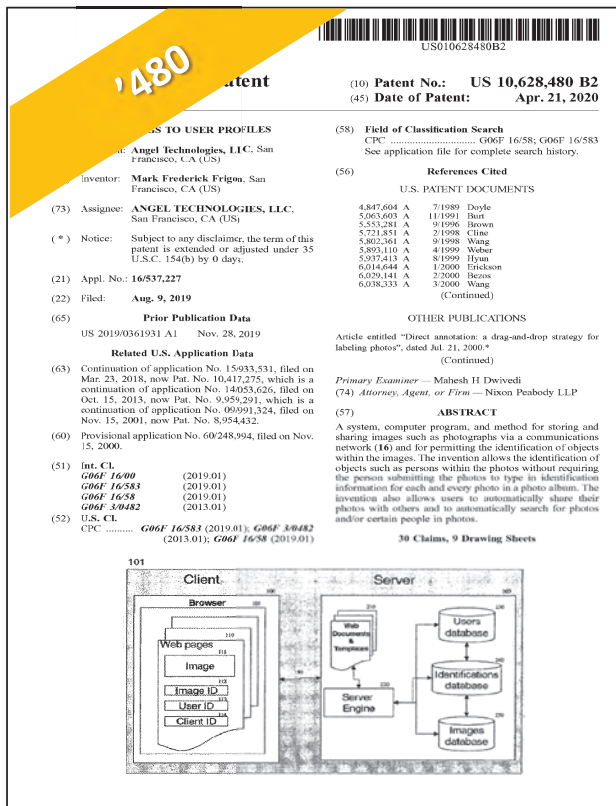 US010628480B2
'480
atent
(10) Patent No.: US 10,628,480 B2
(45) Date of Patent: Apr. 21, 2020
GS TO USER PROFILES
Angel Technologies, LLC, San
Francisco, CA (US)
Inventor: Mark Frederick Frigon, San
Francisco, CA (US)
(73) Assignee: ANGEL TECHNOLOGIES, LLC,
San Francisco, CA (US)
( * ) Notice: Subject to any disclaimer, the term of this
patent is extended or adjusted under 35
U.S.C. 154(b) by 0 days.
(21) Appl. No.: 16/537,227
(22) Filed: Aug. 9, 2019
(65) Prior Publication Data
US 2019/0361931 A1 Nov. 28, 2019
Related U.S. Application Data
(63) Continuation of application No. 15/933,531, filed on
Mar. 23, 2018, now Pat. No. 10,417,275, which is a
continuation of application No. 14/053,626, filed on
Oct. 15, 2013, now Pat. No. 9,959,291, which is a
continuation of application No. 09/991,324, filed on
Nov. 15, 2001, now Pat. No. 8,954,432.
(60) Provisional application No. 60/248,994, filed on Nov.
15, 2000.
(51) Int. Cl.
G06F 16/00 (2019.01)
G06F 16/583 (2019.01)
G06F 16/58 (2019.01)
G06F 3/0482 (2013.01)
(52) U.S. Cl.
CPC .......... G06F 16/583 (2019.01); G06F 3/0482
(2013.01); G06F 16/58 (2019.01)
(58) Field of Classification Search
CPC .............................. G06F 16/58; G06F 16/583
See application file for complete search history.
(56) References Cited
U.S. PATENT DOCUMENTS
4,847,604 A 7/1989 Doyle
5,063,603 A 11/1991 Burt
5,553,281 A 9/1996 Brown
5,721,851 A 2/1998 Cline
5,802,361 A 9/1998 Wang
5,893,110 A 4/1999 Weber
5,937,413 A 8/1999 Hyun
6,014,644 A 1/2000 Erickson
6,029,141 A 2/2000 Bezos
6,038,333 A 3/2000 Wang
(Continued)
OTHER PUBLICATIONS
Article entitled "Direct annotation: a drag-and-drop strategy for
labeling photos", dated Jul. 21, 2000.*
(Continued)
Primary Examiner — Mahesh H Dwivedi
(74) Attorney, Agent, or Firm — Nixon Peabody LLP
(57) ABSTRACT
A system, computer program, and method for storing and
sharing images such as photographs via a communications
network (16) and for permitting the identification of objects
within the images. The invention allows the identification of
objects such as persons within the photos without requiring
the person submitting the photos to type in identification
information for each and every photo in a photo album. The
invention also allows users to automatically share their
photos with others and to automatically search for photos
and/or certain people in photos.
30 Claims, 9 Drawing Sheets
101
Client
Browser
Web pages
Image
Image ID
User ID
Client ID
Server
Web
Documents
&
Templates
Server
Engine
Users
database
Identifications
database
Images
database